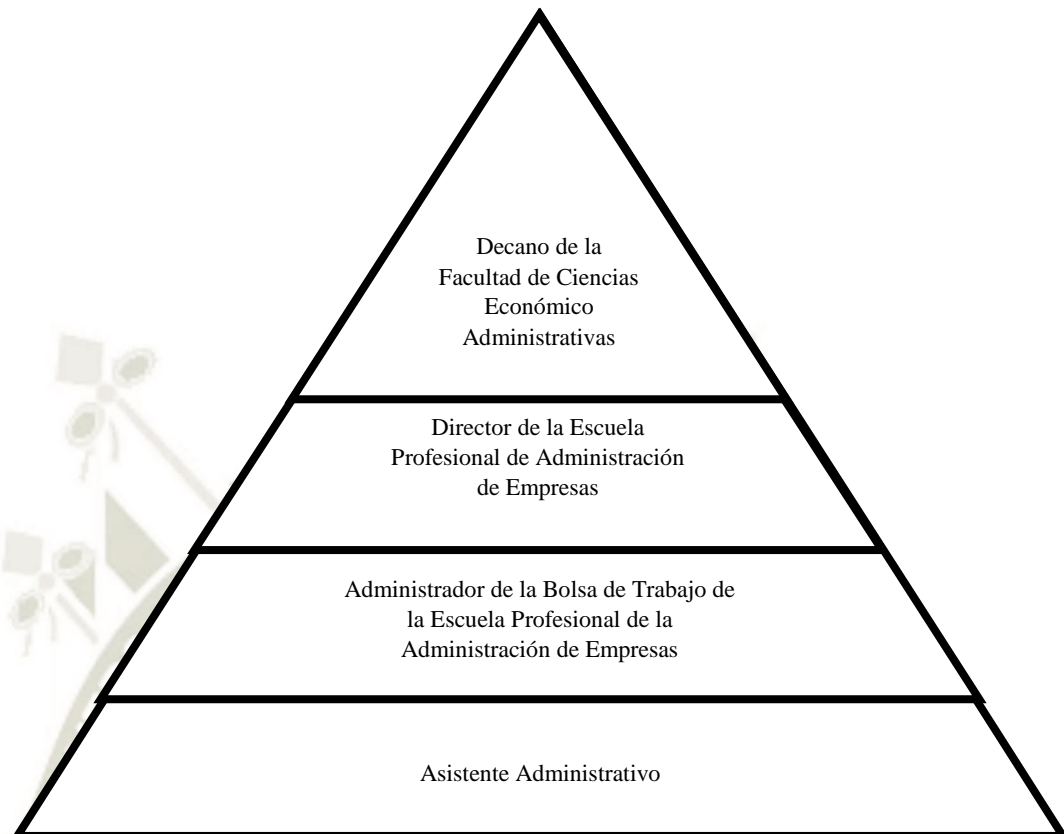 Decano de la
Facultad de Ciencias
Económico
Administrativas
Director de la Escuela
Profesional de Administración
de Empresas
Administrador de la Bolsa de Trabajo de
la Escuela Profesional de la
Administración de Empresas
Asistente Administrativo